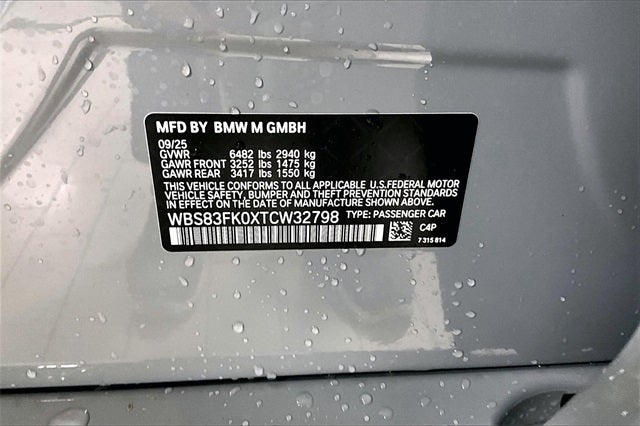 MFD BY BMW M GMBH
09/25
GVWR 6482 lbs 2940 kg
GAWR FRONT 3252 lbs 1475 kg
GAWR REAR 3417 lbs 1550 kg
THIS VEHICLE CONFORMS TO ALL APPLICABLE U.S.FEDERAL MOTOR
VEHICLE SAFETY, BUMPER AND THEFT PREVENTION STANDARDS
IN EFFECT ON THE DATE OF MANUFACTURE SHOWN ABOVE.
WBS83FK0XTCW32798 TYPE: PASSENGER CAR
C4P
7 315 814